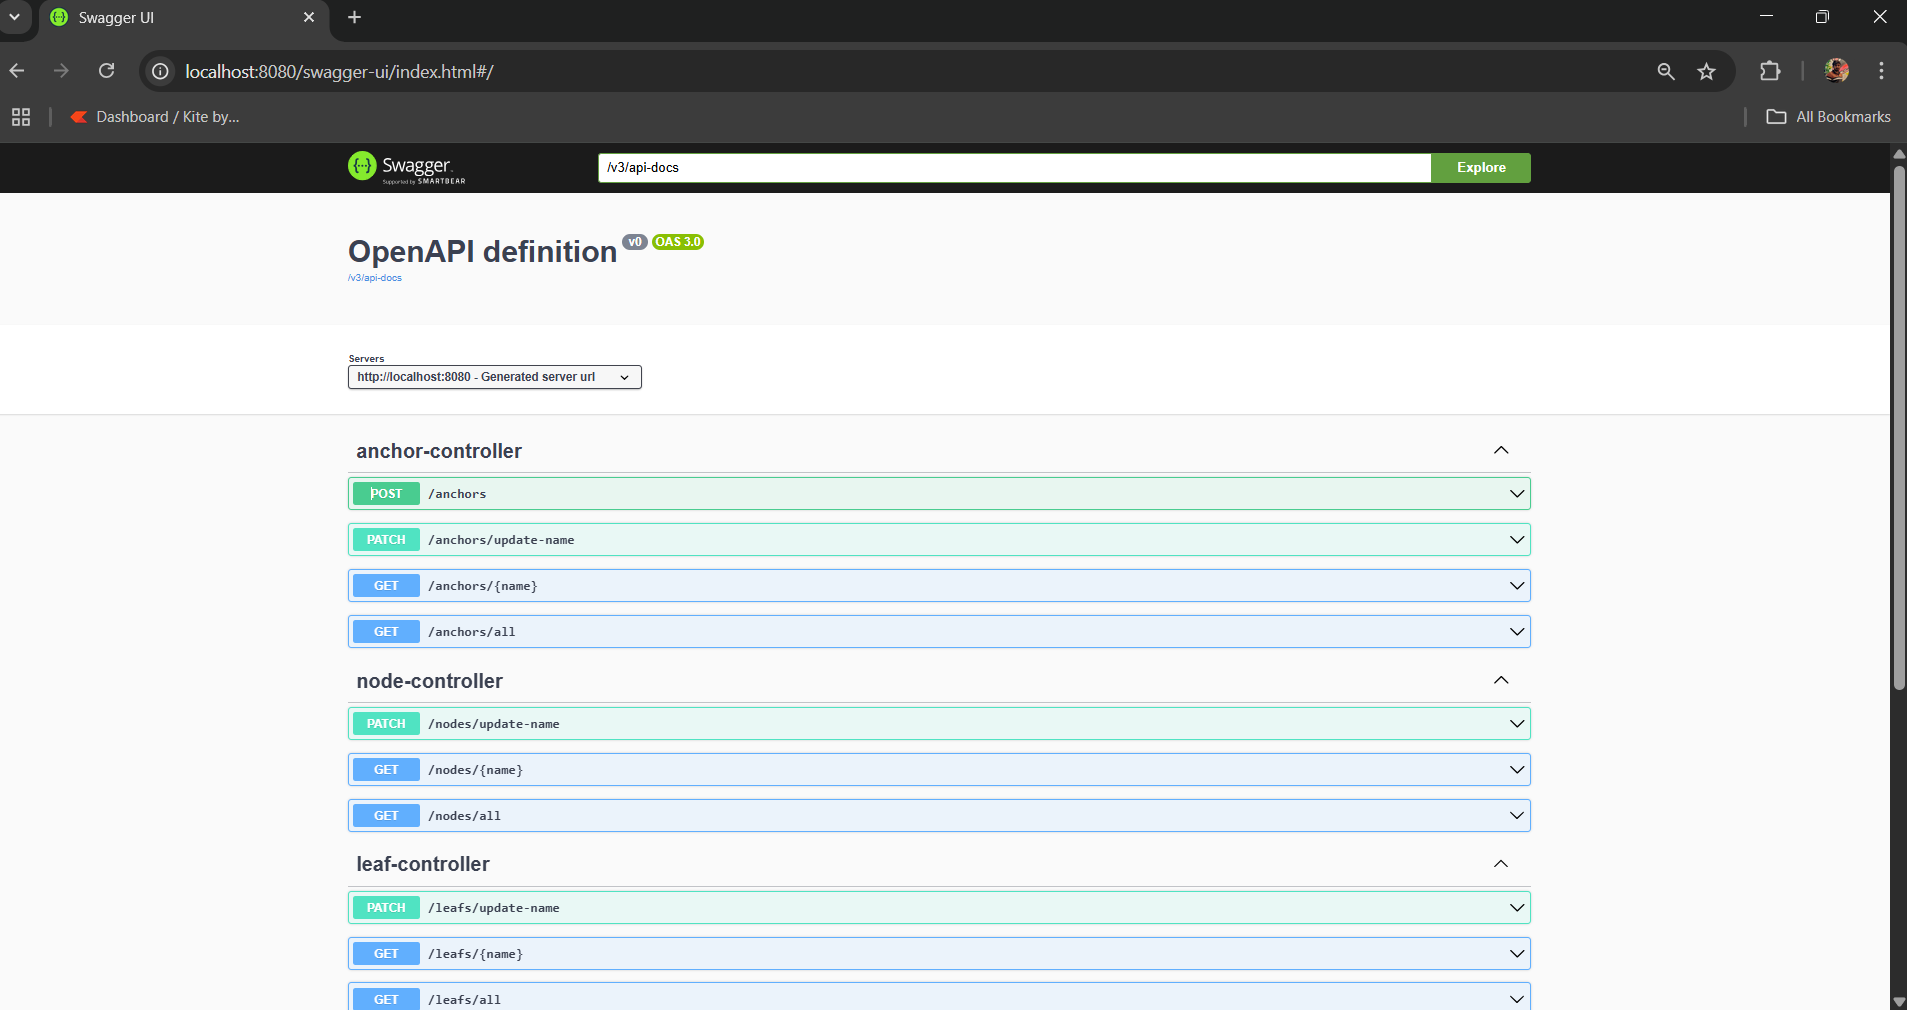 Swagger UI
localhost:8080/swagger-ui/index.html#/
Dashboard / Kite by...
All Bookmarks
Swagger.
Supported by SMARTBEAR
/v3/api-docs
Explore
OpenAPI definition v0 OAS 3.0
/v3/api-docs
Servers
http://localhost:8080 - Generated server url
anchor-controller
POST /anchors
PATCH /anchors/update-name
GET /anchors/{name}
GET /anchors/all
node-controller
PATCH /nodes/update-name
GET /nodes/{name}
GET /nodes/all
leaf-controller
PATCH /leafs/update-name
GET /leafs/{name}
GET /leafs/all